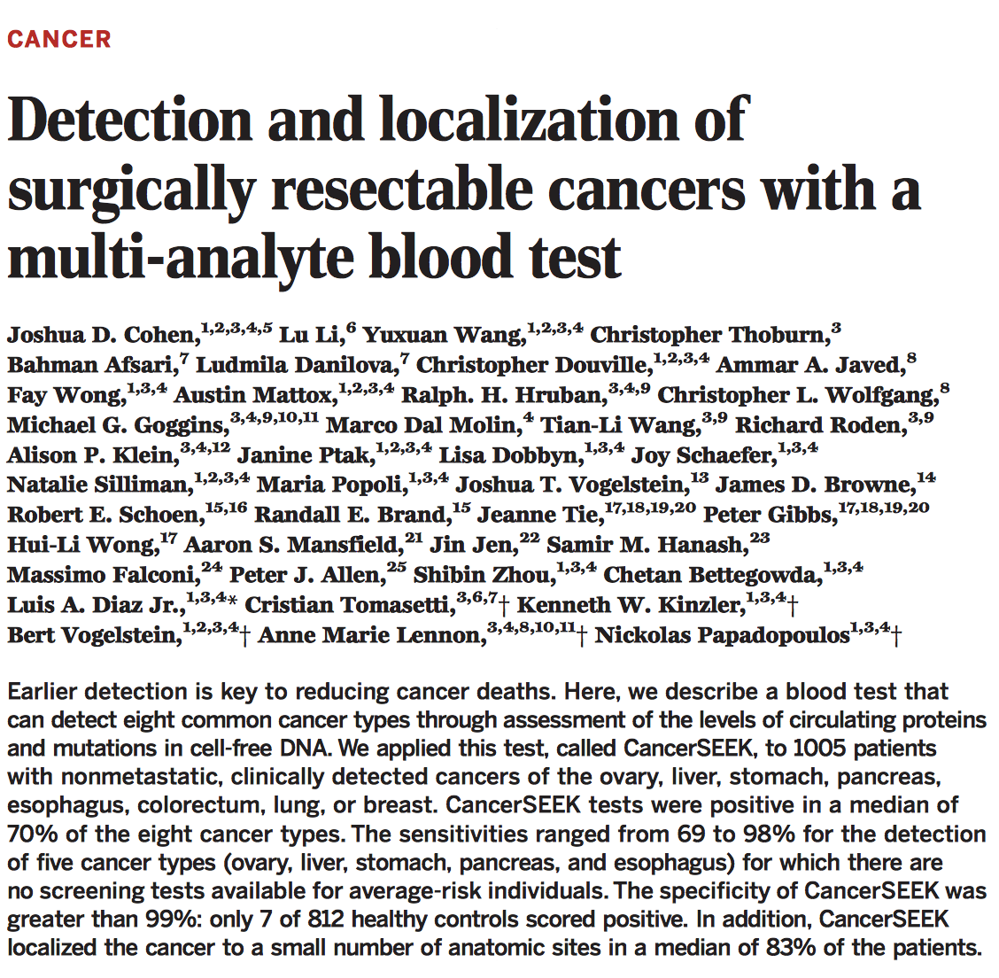 CANCER
Detection and localization of
surgically resectable cancers with a
multi-analyte blood test
Joshua D. Cohen,1,2,3,4,5 Lu Li,6 Yuxuan Wang,1,2,3,4 Christopher Thoburn,3
Bahman Afsari,7 Ludmila Danilova,7 Christopher Douville,1,2,3,4 Ammar A. Javed,8
Fay Wong,1,3,4 Austin Mattox,1,2,3,4 Ralph. H. Hruban,3,4,9 Christopher L. Wolfgang,8
Michael G. Goggins,3,4,9,10,11 Marco Dal Molin,4 Tian-Li Wang,3,9 Richard Roden,3,9
Alison P. Klein,3,4,12 Janine Ptak,1,2,3,4 Lisa Dobbyn,1,3,4 Joy Schaefer,1,3,4
Natalie Silliman,1,2,3,4 Maria Popoli,1,3,4 Joshua T. Vogelstein,13 James D. Browne,14
Robert E. Schoen,15,16 Randall E. Brand,15 Jeanne Tie,17,18,19,20 Peter Gibbs,17,18,19,20
Hui-Li Wong,17 Aaron S. Mansfield,21 Jin Jen,22 Samir M. Hanash,23
Massimo Falconi,24 Peter J. Allen,25 Shibin Zhou,1,3,4 Chetan Bettegowda,1,3,4
Luis A. Diaz Jr.,1,3,4* Cristian Tomasetti,3,6,7† Kenneth W. Kinzler,1,3,4†
Bert Vogelstein,1,2,3,4† Anne Marie Lennon,3,4,8,10,11† Nickolas Papadopoulos1,3,4†
Earlier detection is key to reducing cancer deaths. Here, we describe a blood test that
can detect eight common cancer types through assessment of the levels of circulating proteins
and mutations in cell-free DNA. We applied this test, called CancerSEEK, to 1005 patients
with nonmetastatic, clinically detected cancers of the ovary, liver, stomach, pancreas,
esophagus, colorectum, lung, or breast. CancerSEEK tests were positive in a median of
70% of the eight cancer types. The sensitivities ranged from 69 to 98% for the detection
of five cancer types (ovary, liver, stomach, pancreas, and esophagus) for which there are
no screening tests available for average-risk individuals. The specificity of CancerSEEK was
greater than 99%: only 7 of 812 healthy controls scored positive. In addition, CancerSEEK
localized the cancer to a small number of anatomic sites in a median of 83% of the patients.